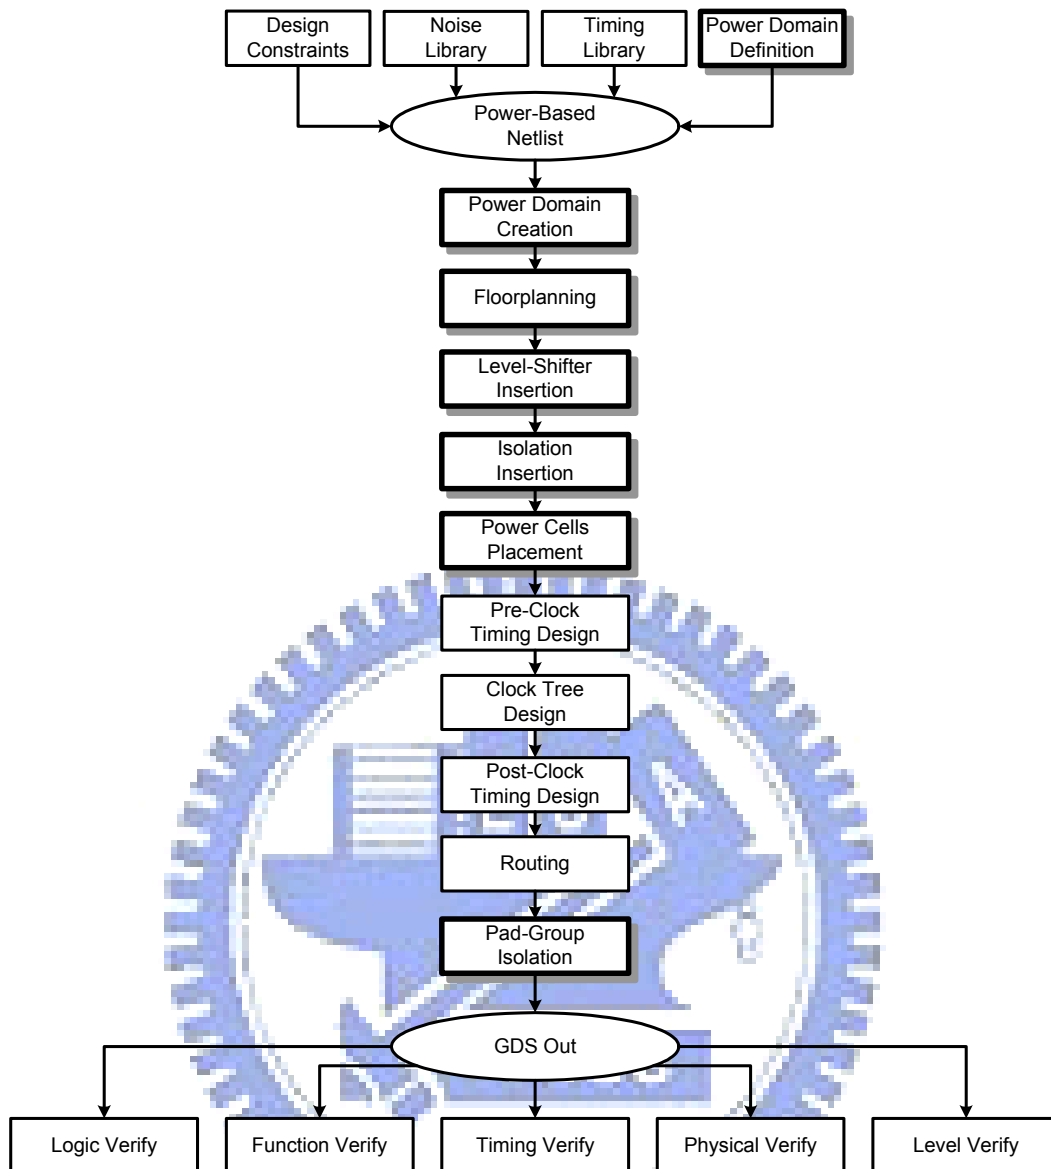 Design
Constraints
Noise
Library
Timing
Library
Power Domain
Definition
Power-Based
Netlist
Power Domain
Creation
Floorplanning
Level-Shifter
Insertion
Isolation
Insertion
Power Cells
Placement
Pre-Clock
Timing Design
Clock Tree
Design
Post-Clock
Timing Design
Routing
Pad-Group
Isolation
GDS Out
Logic Verify
Function Verify
Timing Verify
Physical Verify
Level Verify